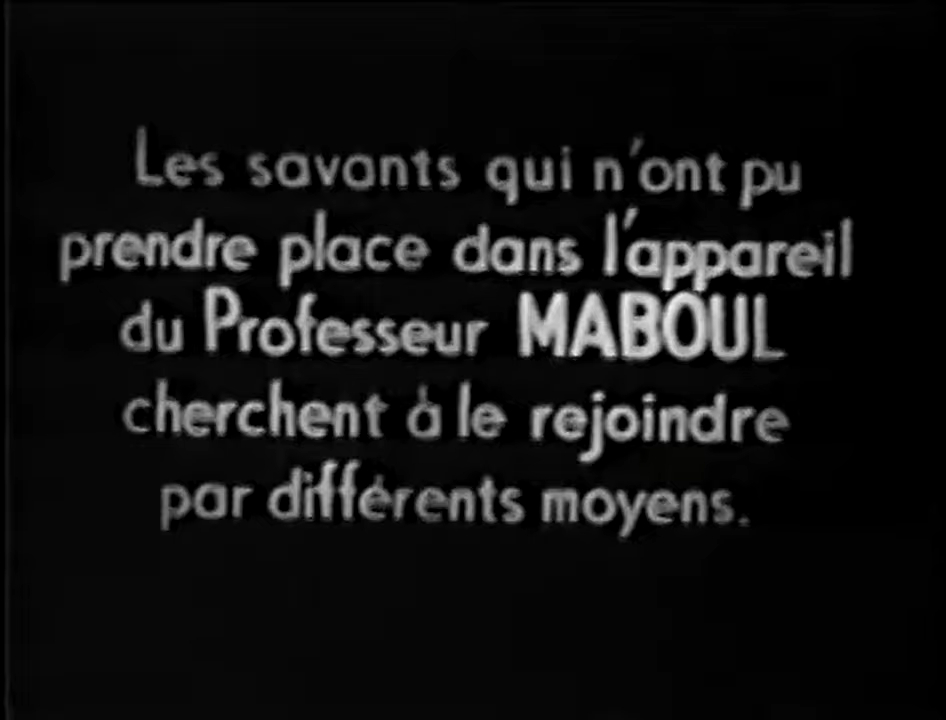 Les savants qui n'ont pu
prendre place dans l'appareil
du Professeur MABOUL
cherchent à le rejoindre
par différents moyens.